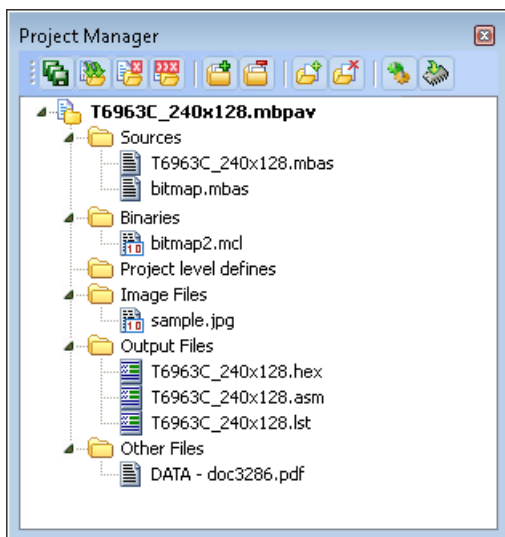 Project Manager
T6963C_240x128.mbpav
Sources
T6963C_240x128.mbas
bitmap.mbas
Binaries
bitmap2.mcl
Project level defines
Image Files
sample.jpg
Output Files
T6963C_240x128.hex
T6963C_240x128.asm
T6963C_240x128.lst
Other Files
DATA - doc3286.pdf